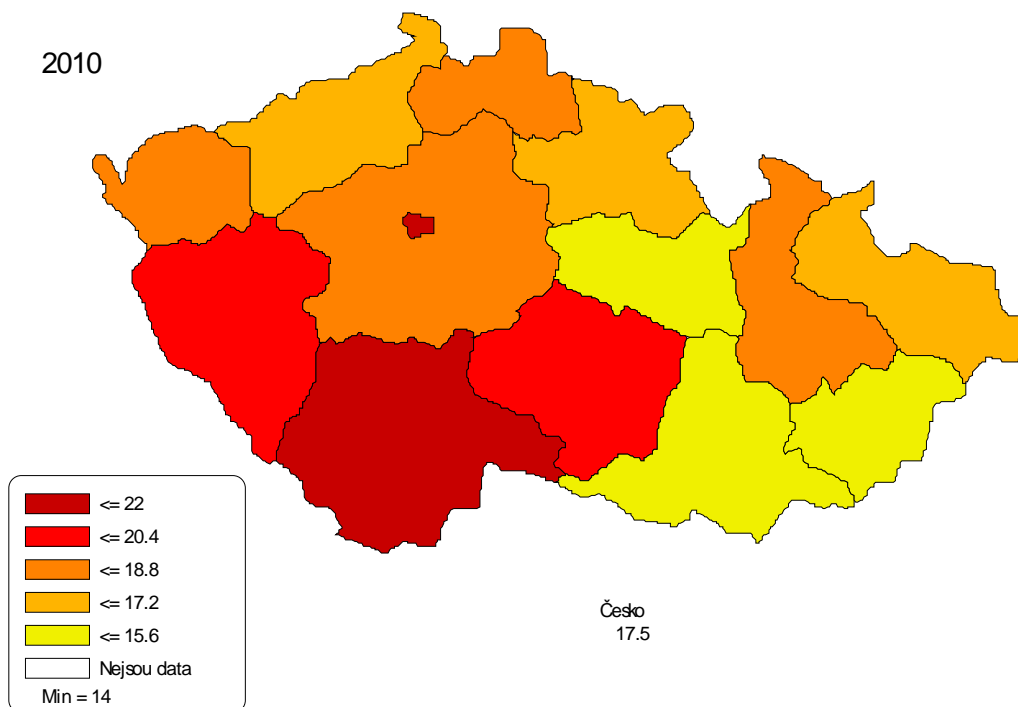 2010
<= 22
<= 20.4
<= 18.8
<= 17.2
<= 15.6
Nejsou data
Min = 14
Česko
17.5